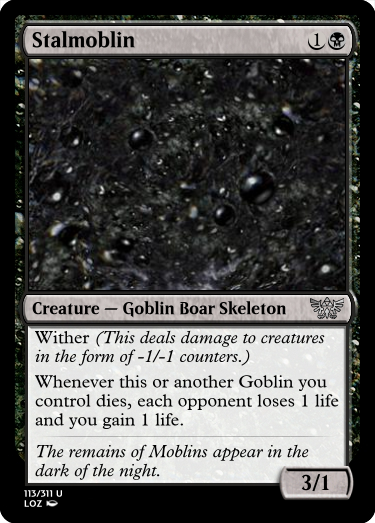 Stalmoblin 1
Creature — Goblin Boar Skeleton
Wither (This deals damage to creatures
in the form of -1/-1 counters.)
Whenever this or another Goblin you
control dies, each opponent loses 1 life
and you gain 1 life.
The remains of Moblins appear in the
dark of the night.
3/1
113/311 U
LOZ